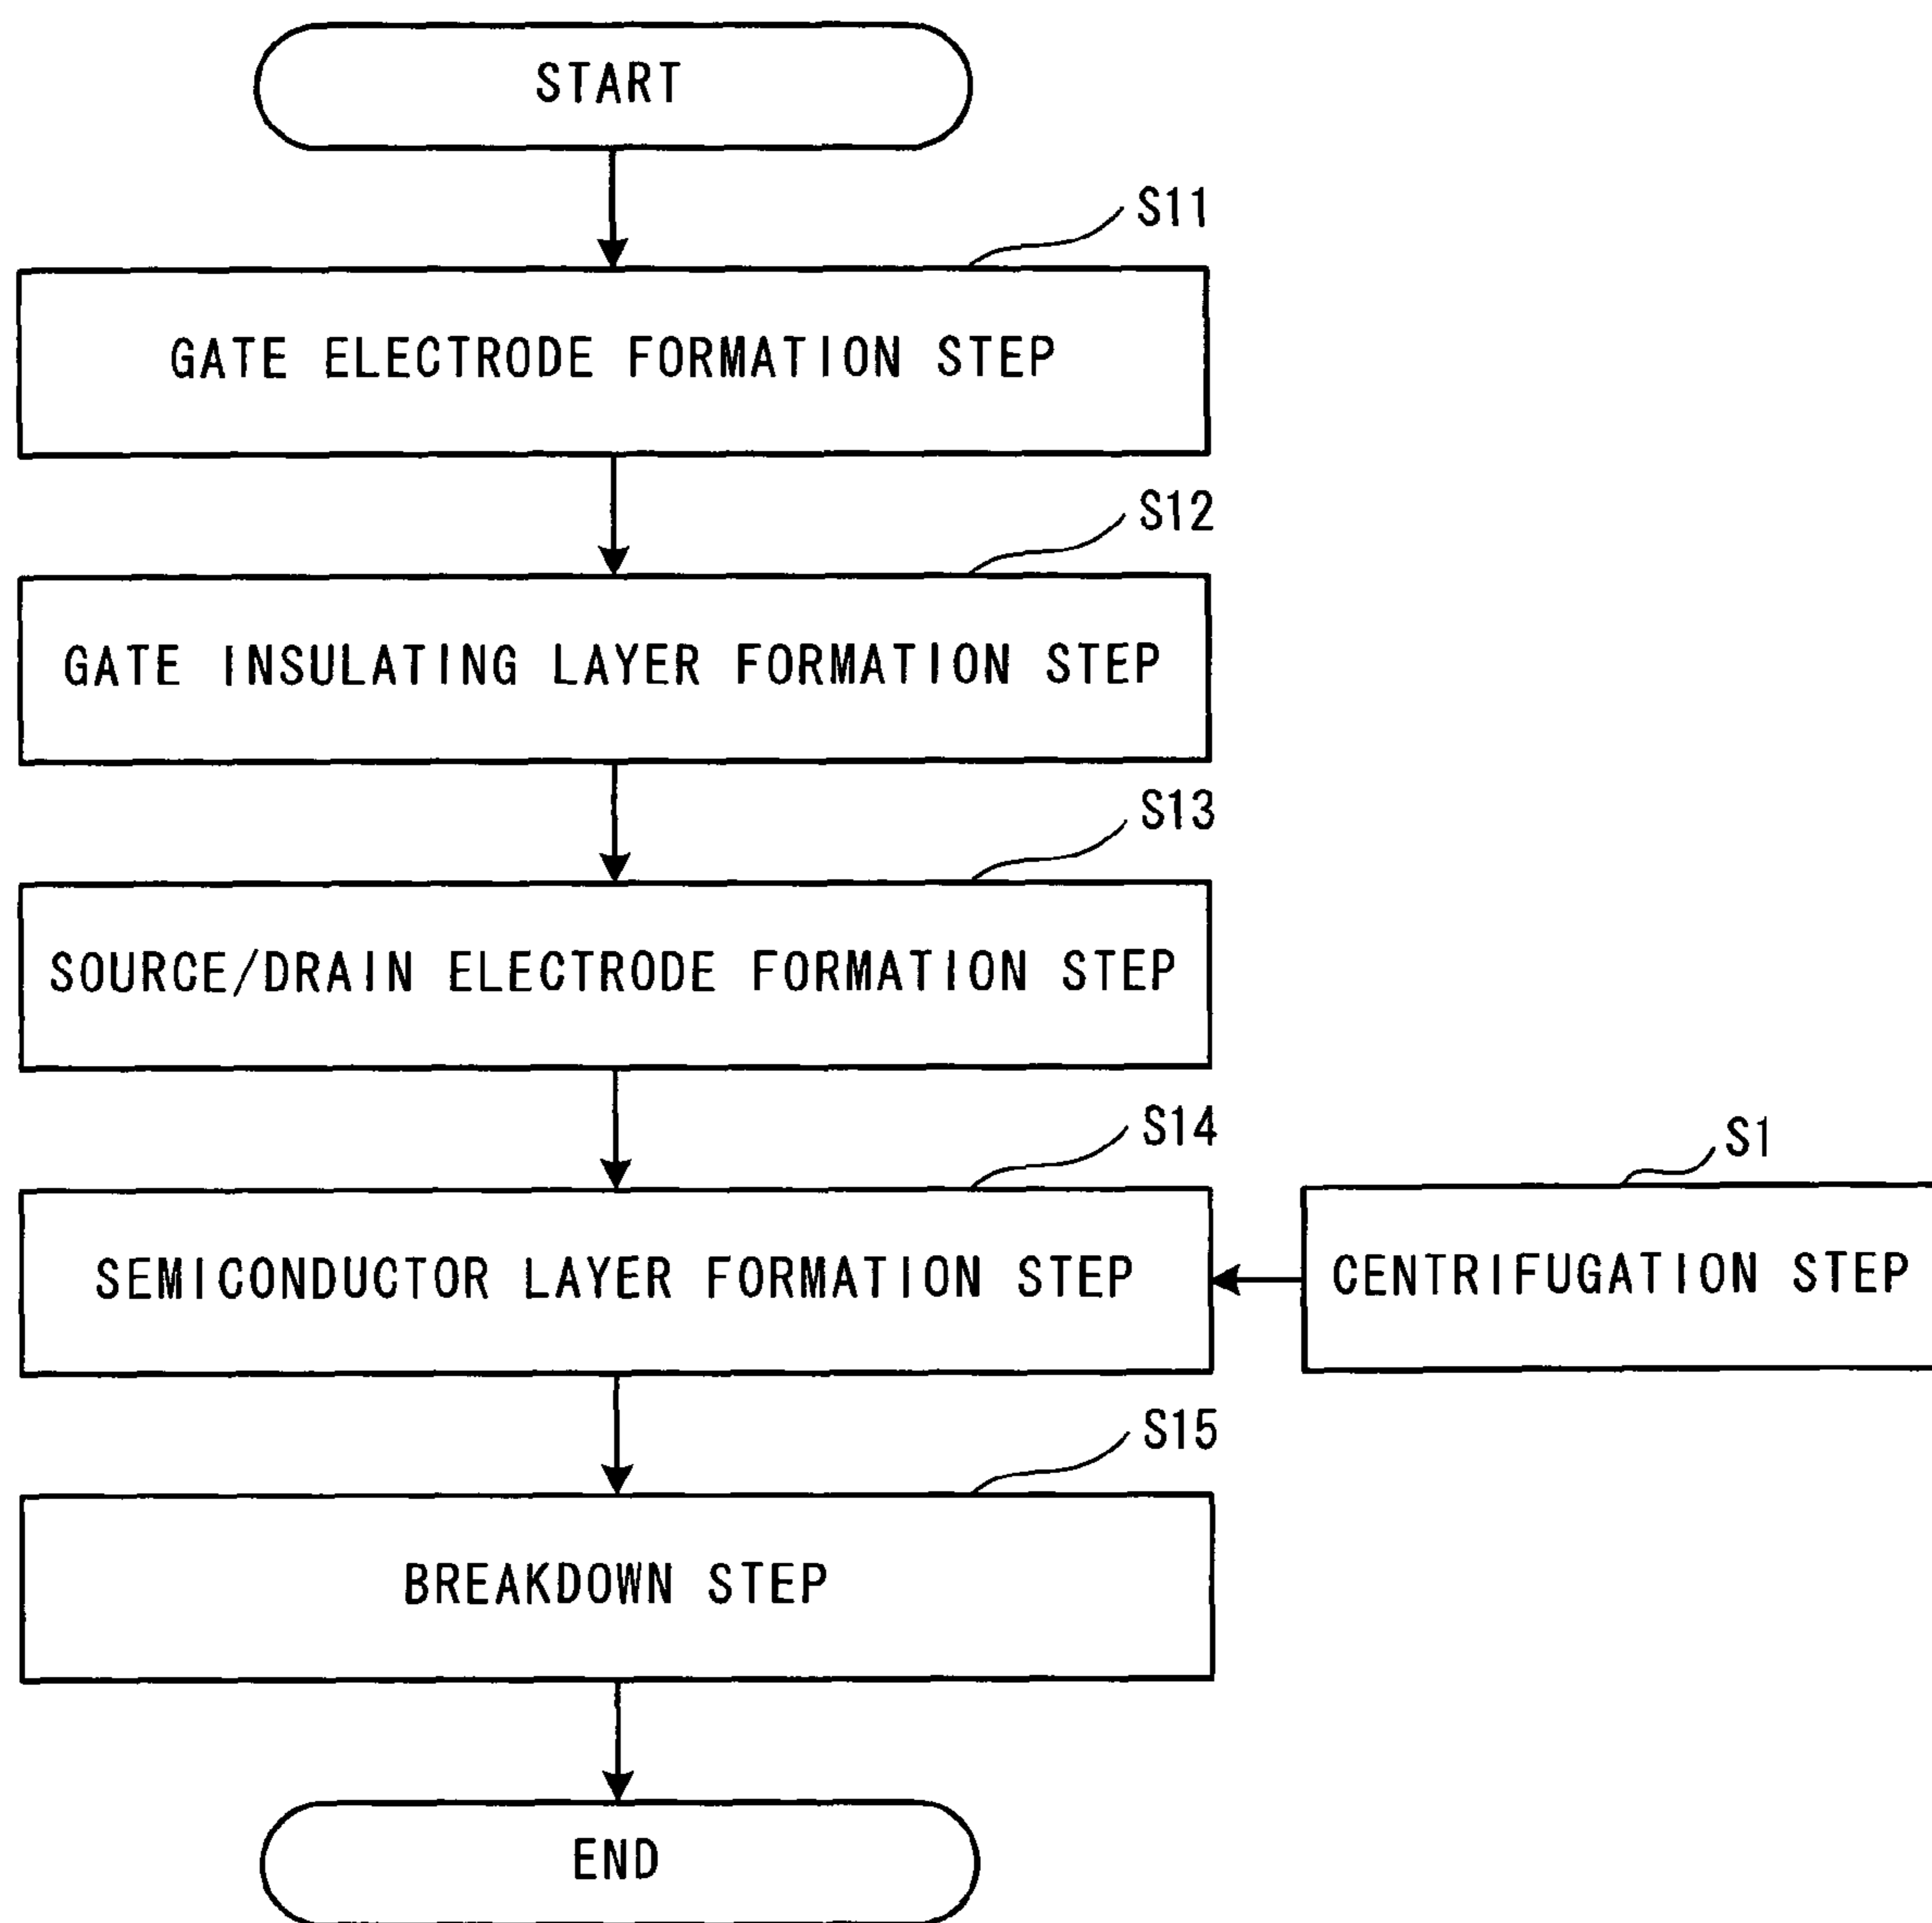 START
S11
GATE ELECTRODE FORMATION STEP
S12
GATE INSULATING LAYER FORMATION STEP
S13
SOURCE/DRAIN ELECTRODE FORMATION STEP
S14
SEMICONDUCTOR LAYER FORMATION STEP
S1
CENTRIFUGATION STEP
S15
BREAKDOWN STEP
END